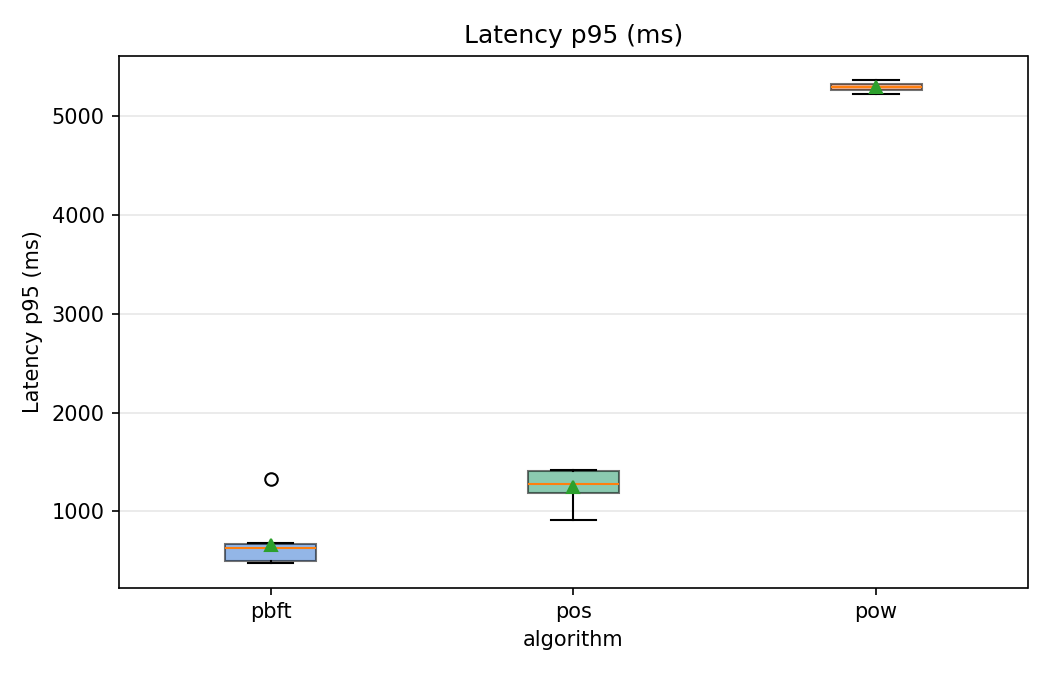 Latency p95 (ms)
Latency p95 (ms)
5000
4000
3000
2000
1000
pbft
pos
pow
algorithm